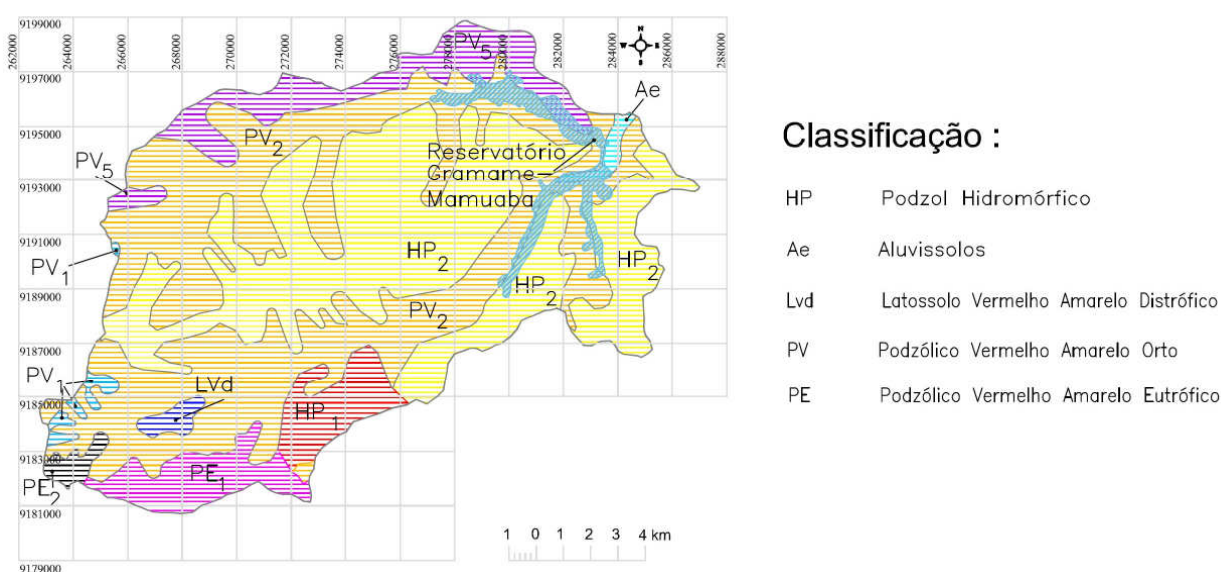 9199000
262000
264000
266000
268000
270000
272000
274000
276000
278000
280000
282000
284000
286000
288000
N
W
S
9197000
9195000
9193000
9191000
9189000
9187000
9185000
9183000
9181000
9179000
PV5
Ae
PV2
Reservatório
Gramame
Mamuaba
PV5
PV1
HP2
HP2
HP2
PV2
PV1
LVd
HP1
PE1
PE2
1 0 1 2 3 4 km
Classificação :
HP Podzol Hidromórfico
Ae Aluvissolos
Lvd Latossolo Vermelho Amarelo Distrófico
PV Podzólico Vermelho Amarelo Orto
PE Podzólico Vermelho Amarelo Eutrófico